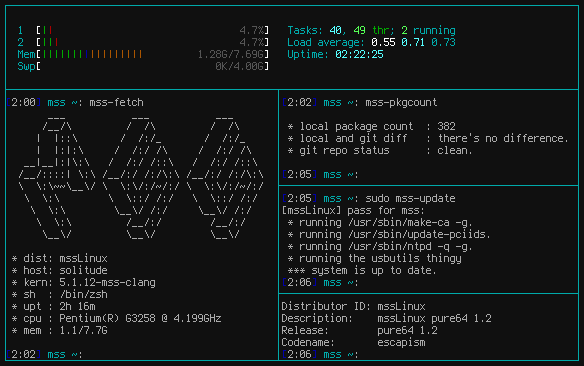 1 [|| 4.7%]
2 [||| 4.7%]
Mem[||||||||||||||||||||| 1.28G/7.69G]
Swp[ 0K/4.00G]
Tasks: 40, 49 thr; 2 running
Load average: 0.55 0.71 0.73
Uptime: 02:22:25
2:00 mss ~: mss-fetch
* dist: mssLinux
* host: solitude
* kern: 5.1.12-mss-clang
* sh : /bin/zsh
* upt : 2h 16m
* cpu : Pentium(R) G3258 @ 4.199GHz
* mem : 1.1/7.7G
2:02 mss ~:
2:02 mss ~: mss-pkgcount
* local package count : 382
* local and git diff : there's no difference.
* git repo status : clean.
2:05 mss ~:
2:05 mss ~: sudo mss-update
[mssLinux] pass for mss:
* running /usr/sbin/make-ca -g.
* running /usr/sbin/update-pciids.
* running /usr/sbin/ntpd -q -g.
* running the usbutils thingy
*** system is up to date.
2:06 mss ~:
Distributor ID: mssLinux
Description: mssLinux pure64 1.2
Release: pure64 1.2
Codename: escapism
2:06 mss ~: